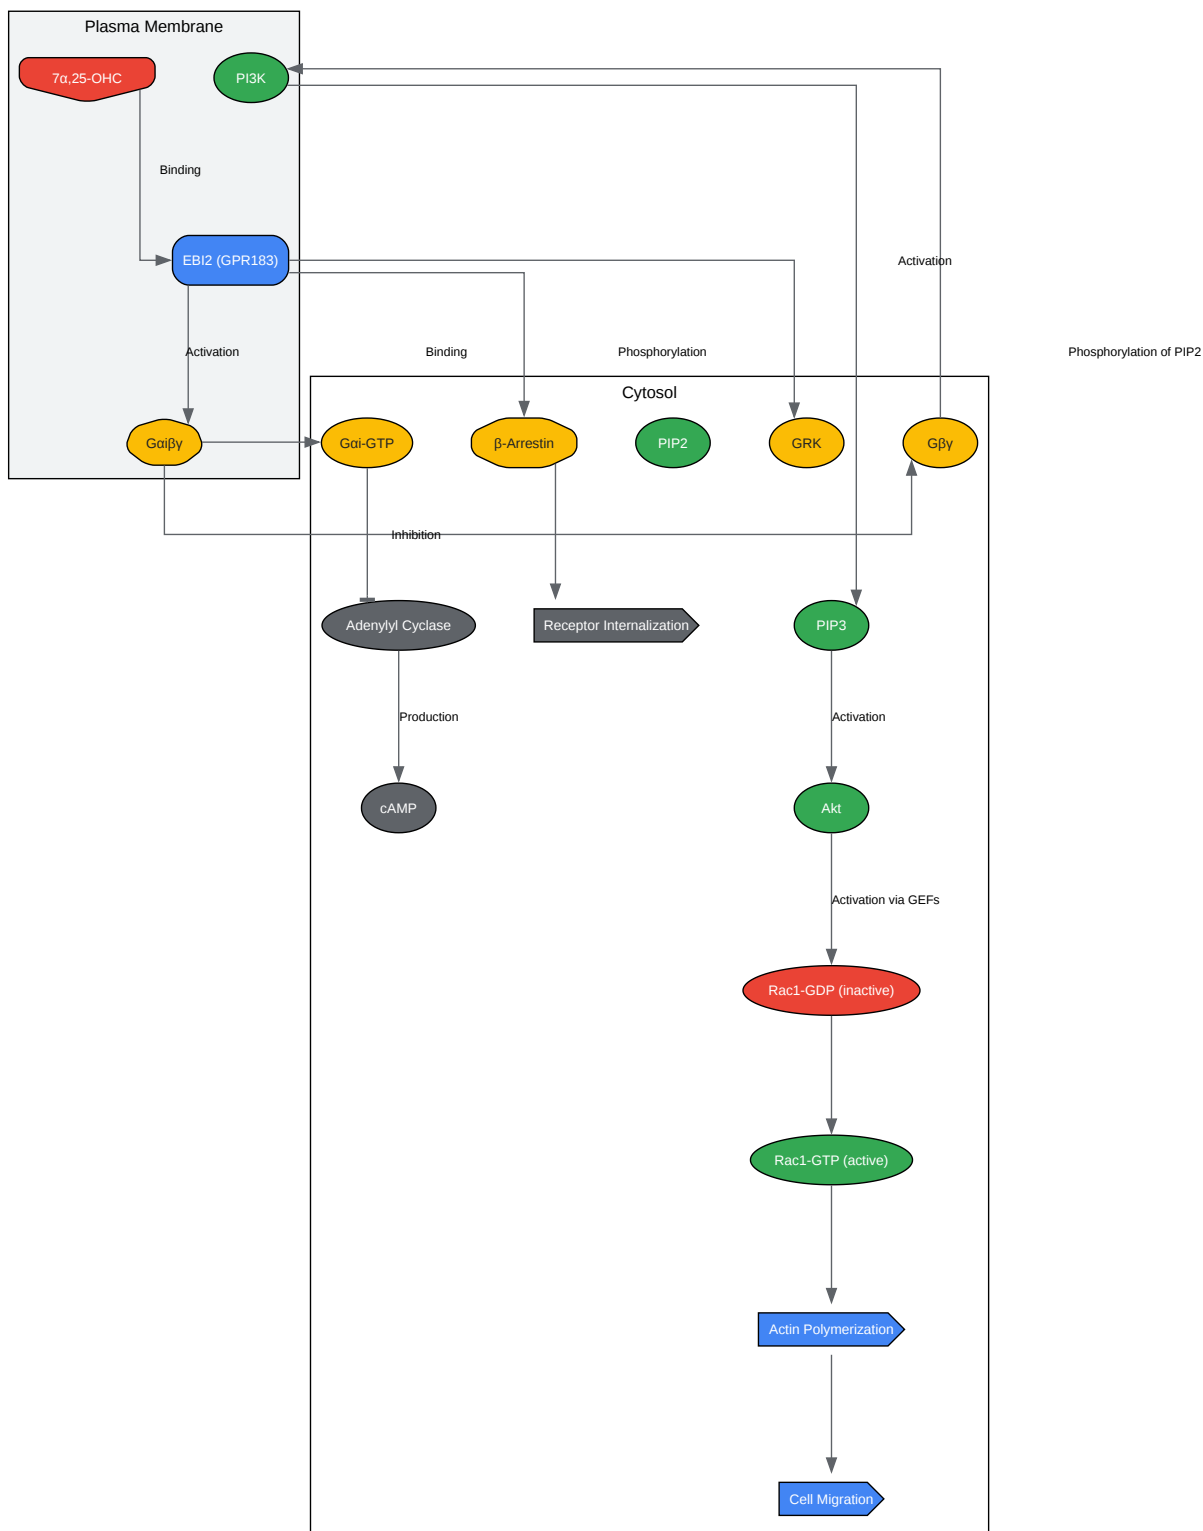 Plasma Membrane
7α,25-OHC
PI3K
Binding
EBI2 (GPR183)
Activation
Activation
Binding
Phosphorylation
Phosphorylation of PIP2
Cytosol
Gαiβγ
Gαi-GTP
β-Arrestin
PIP2
GRK
Gβγ
Inhibition
Adenylyl Cyclase
Receptor Internalization
PIP3
Production
Activation
cAMP
Akt
Activation via GEFs
Rac1-GDP (inactive)
Rac1-GTP (active)
Actin Polymerization
Cell Migration